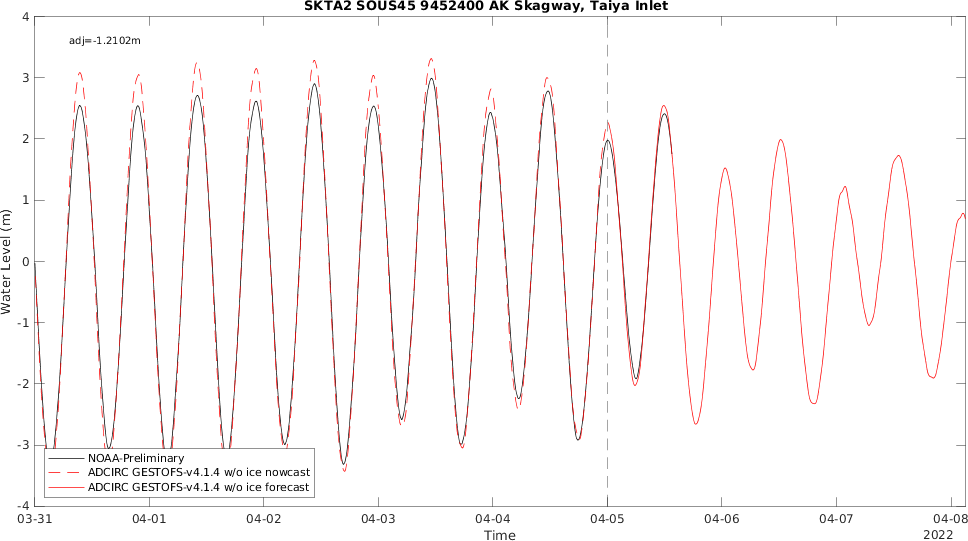 SKTA2 SOUS45 9452400 AK Skagway, Taiya Inlet
adj=-1.2102m
4
3
2
1
0
-1
-2
-3
-4
Water Level (m)
NOAA-Preliminary
ADCIRC GESTOFS-v4.1.4 w/o ice nowcast
ADCIRC GESTOFS-v4.1.4 w/o ice forecast
03-31 04-01 04-02 04-03 04-04 04-05 04-06 04-07 04-08
Time
2022